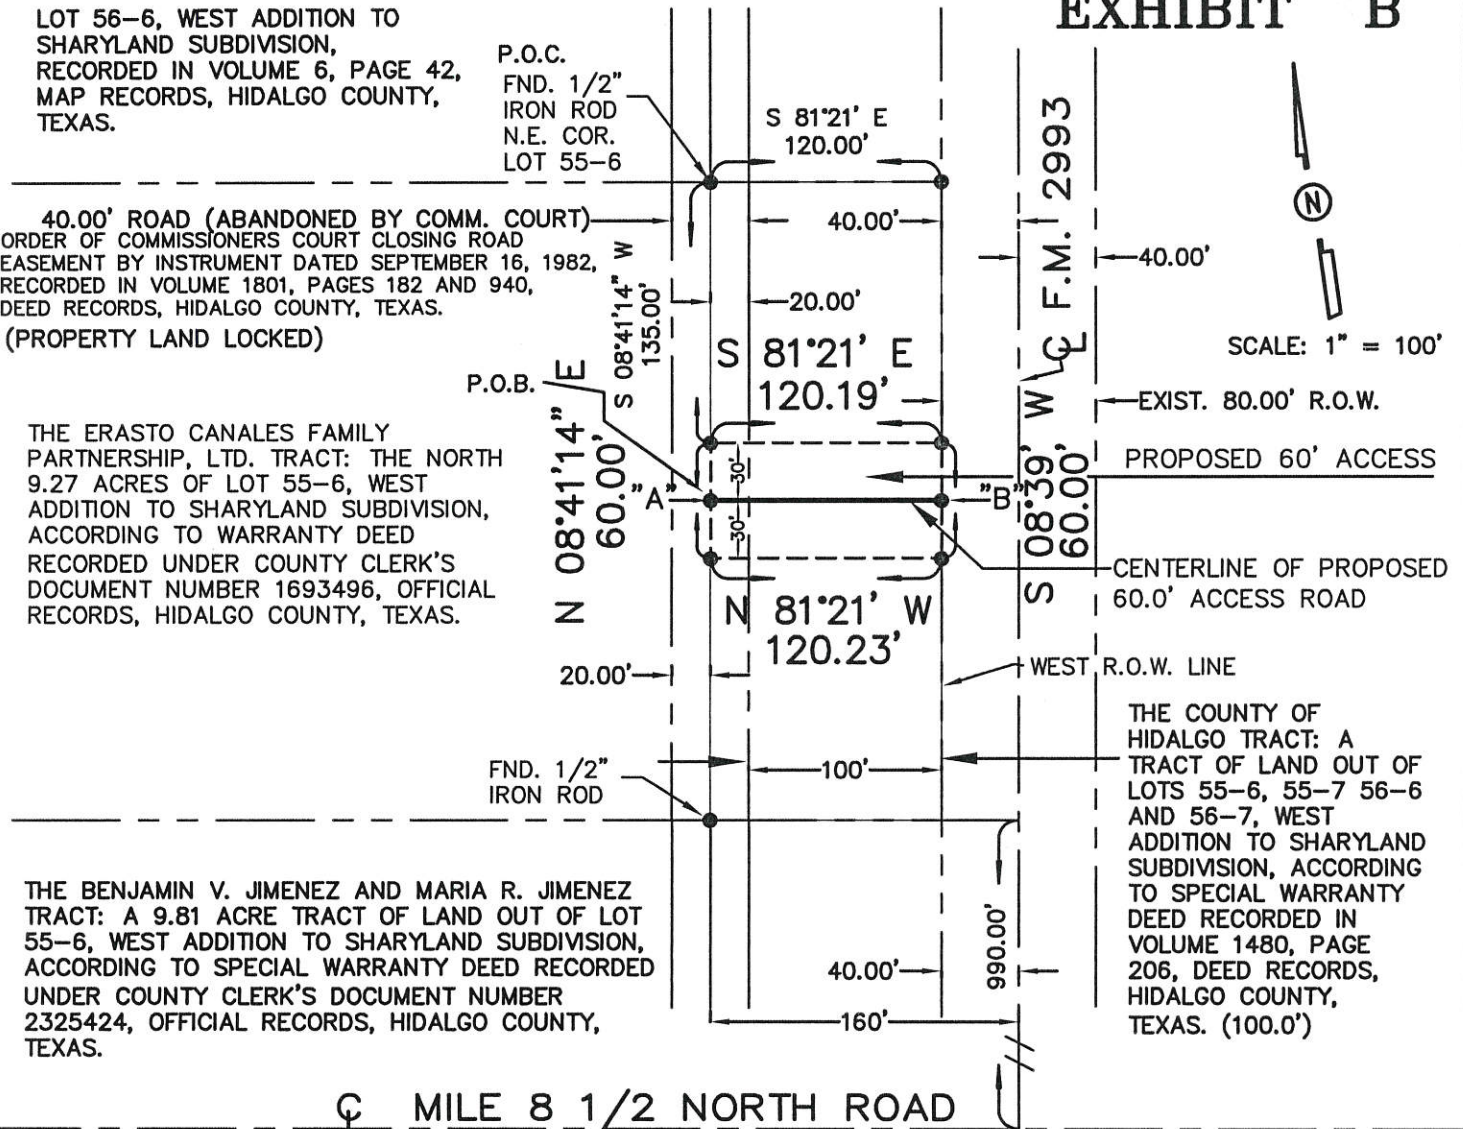 EXHIBIT B
LOT 56-6, WEST ADDITION TO
SHARYLAND SUBDIVISION,
RECORDED IN VOLUME 6, PAGE 42,
MAP RECORDS, HIDALGO COUNTY,
TEXAS.
P.O.C.
FND. 1/2"
IRON ROD
N.E. COR.
LOT 55-6
S 81°21' E
120.00'
40.00' ROAD (ABANDONED BY COMM. COURT)
ORDER OF COMMISSIONERS COURT CLOSING ROAD
EASEMENT BY INSTRUMENT DATED SEPTEMBER 16, 1982,
RECORDED IN VOLUME 1801, PAGES 182 AND 940,
DEED RECORDS, HIDALGO COUNTY, TEXAS.
(PROPERTY LAND LOCKED)
40.00'
20.00'
S 08°41'14" W
135.00'
F.M. 2993
40.00'
N
SCALE: 1" = 100'
℄
EXIST. 80.00' R.O.W.
S 81°21' E
120.19'
P.O.B.
N 08°41'14" E
60.00'
THE ERASTO CANALES FAMILY
PARTNERSHIP, LTD. TRACT: THE NORTH
9.27 ACRES OF LOT 55-6, WEST
ADDITION TO SHARYLAND SUBDIVISION,
ACCORDING TO WARRANTY DEED
RECORDED UNDER COUNTY CLERK'S
DOCUMENT NUMBER 1693496, OFFICIAL
RECORDS, HIDALGO COUNTY, TEXAS.
30'
30'
"A"
"B"
S 08°39' W
60.00'
PROPOSED 60' ACCESS
CENTERLINE OF PROPOSED
60.0' ACCESS ROAD
N 81°21' W
120.23'
20.00'
WEST R.O.W. LINE
FND. 1/2"
IRON ROD
100'
THE COUNTY OF
HIDALGO TRACT: A
TRACT OF LAND OUT OF
LOTS 55-6, 55-7 56-6
AND 56-7, WEST
ADDITION TO SHARYLAND
SUBDIVISION, ACCORDING
TO SPECIAL WARRANTY
DEED RECORDED IN
VOLUME 1480, PAGE
206, DEED RECORDS,
HIDALGO COUNTY,
TEXAS. (100.0')
THE BENJAMIN V. JIMENEZ AND MARIA R. JIMENEZ
TRACT: A 9.81 ACRE TRACT OF LAND OUT OF LOT
55-6, WEST ADDITION TO SHARYLAND SUBDIVISION,
ACCORDING TO SPECIAL WARRANTY DEED RECORDED
UNDER COUNTY CLERK'S DOCUMENT NUMBER
2325424, OFFICIAL RECORDS, HIDALGO COUNTY,
TEXAS.
40.00'
990.00'
160'
℄ MILE 8 1/2 NORTH ROAD